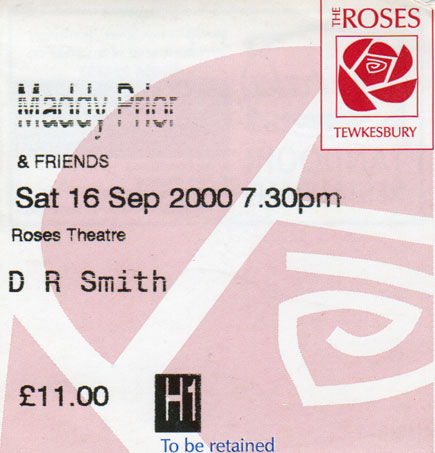 THE ROSES
TEWKESBURY
Maddy Prior
& FRIENDS
Sat 16 Sep 2000 7.30pm
Roses Theatre
D R Smith
£11.00
H1
To be retained